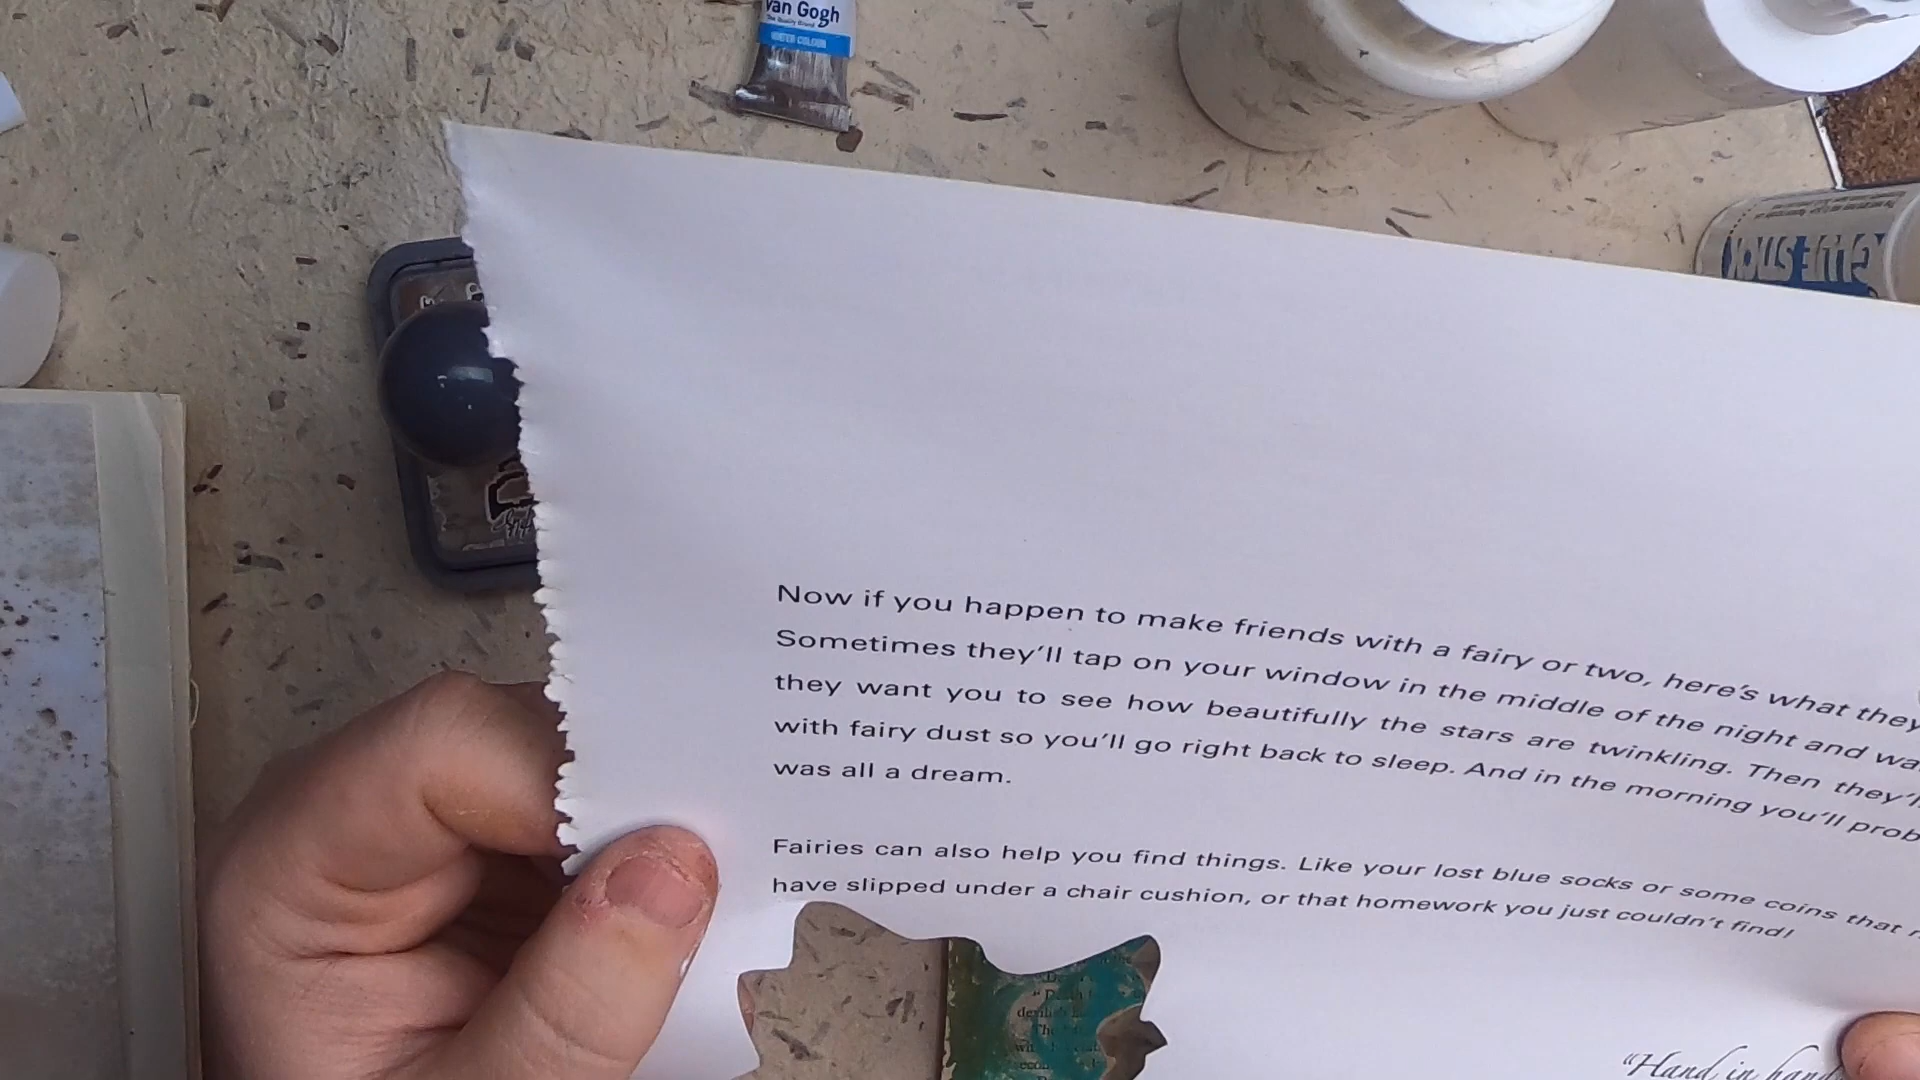 van Gogh
WATER COLOUR
GLUE STICK
Now if you happen to make friends with a fairy or two, here's what they
Sometimes they'll tap on your window in the middle of the night and
they want you to see how beautifully the stars are twinkling. Then
with fairy dust so you'll go right back to sleep. And in the morning you'll
was all a dream.
Fairies can also help you find things. Like your lost blue socks or some coins that
have slipped under a chair cushion, or that homework you just couldn't find!
"Hand in hand